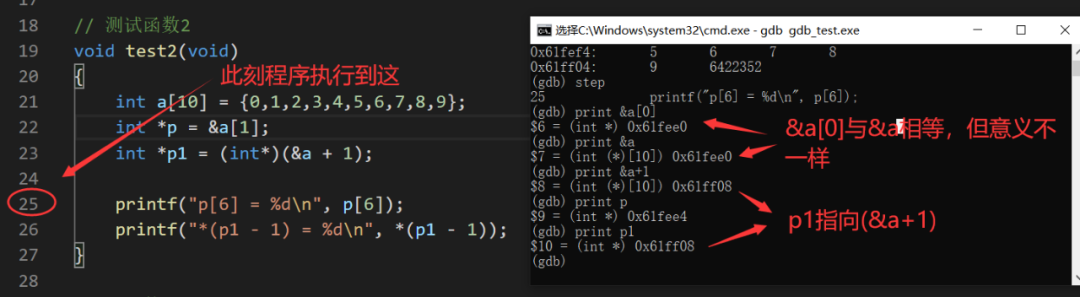 17
18 // 测试函数2
19 void test2(void)
20 {
21 int a[10] = {0,1,2,3,4,5,6,7,8,9};
22 int *p = &a[1];
23 int *p1 = (int*)(&a + 1);
24
25 printf("p[6] = %d\n", p[6]);
26 printf("*(p1 - 1) = %d\n", *(p1 - 1));
27 }
28
此刻程序执行到这
选择C:\Windows\system32\cmd.exe - gdb gdb_test.exe
0x61fef4: 5 6 7 8
0x61ff04: 9 6422352
(gdb) step
25 printf("p[6] = %d\n", p[6]);
(gdb) print &a[0]
$6 = (int *) 0x61fee0
(gdb) print &a
$7 = (int (*)[10]) 0x61fee0
(gdb) print &a+1
$8 = (int (*)[10]) 0x61ff08
(gdb) print p
$9 = (int *) 0x61fee4
(gdb) print p1
$10 = (int *) 0x61ff08
(gdb)
&a[0]与&a相等，但意义不
一样
p1指向(&a+1)